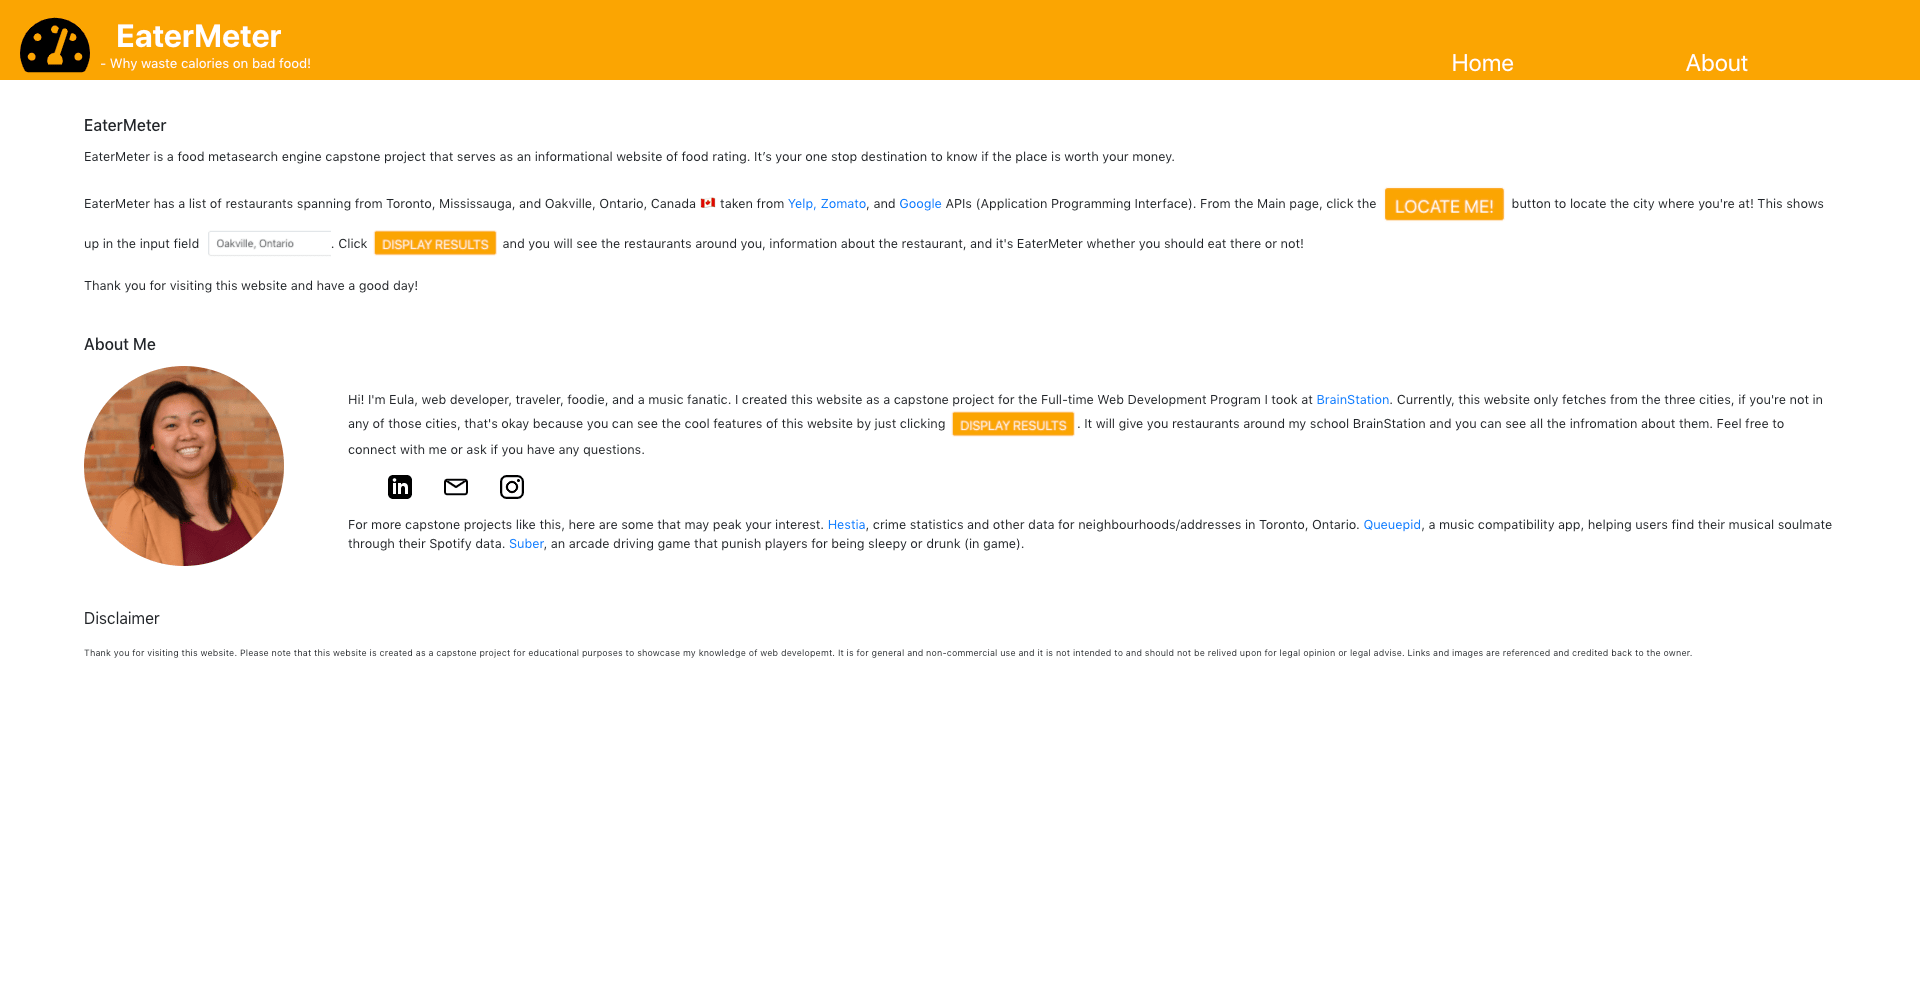 EaterMeter
- Why waste calories on bad food!
Home
About
EaterMeter
EaterMeter is a food metasearch engine capstone project that serves as an informational website of food rating. It’s your one stop destination to know if the place is worth your money.
EaterMeter has a list of restaurants spanning from Toronto, Mississauga, and Oakville, Ontario, Canada 🇨🇦 taken from Yelp, Zomato, and Google APIs (Application Programming Interface). From the Main page, click the LOCATE ME! button to locate the city where you're at! This shows
up in the input field Oakville, Ontario . Click DISPLAY RESULTS and you will see the restaurants around you, information about the restaurant, and it's EaterMeter whether you should eat there or not!
Thank you for visiting this website and have a good day!
About Me
Hi! I'm Eula, web developer, traveler, foodie, and a music fanatic. I created this website as a capstone project for the Full-time Web Development Program I took at BrainStation. Currently, this website only fetches from the three cities, if you're not in
any of those cities, that's okay because you can see the cool features of this website by just clicking DISPLAY RESULTS . It will give you restaurants around my school BrainStation and you can see all the infromation about them. Feel free to
connect with me or ask if you have any questions.
For more capstone projects like this, here are some that may peak your interest. Hestia, crime statistics and other data for neighbourhoods/addresses in Toronto, Ontario. Queuepid, a music compatibility app, helping users find their musical soulmate
through their Spotify data. Suber, an arcade driving game that punish players for being sleepy or drunk (in game).
Disclaimer
Thank you for visiting this website. Please note that this website is created as a capstone project for educational purposes to showcase my knowledge of web developemt. It is for general and non-commercial use and it is not intended to and should not be relived upon for legal opinion or legal advise. Links and images are referenced and credited back to the owner.